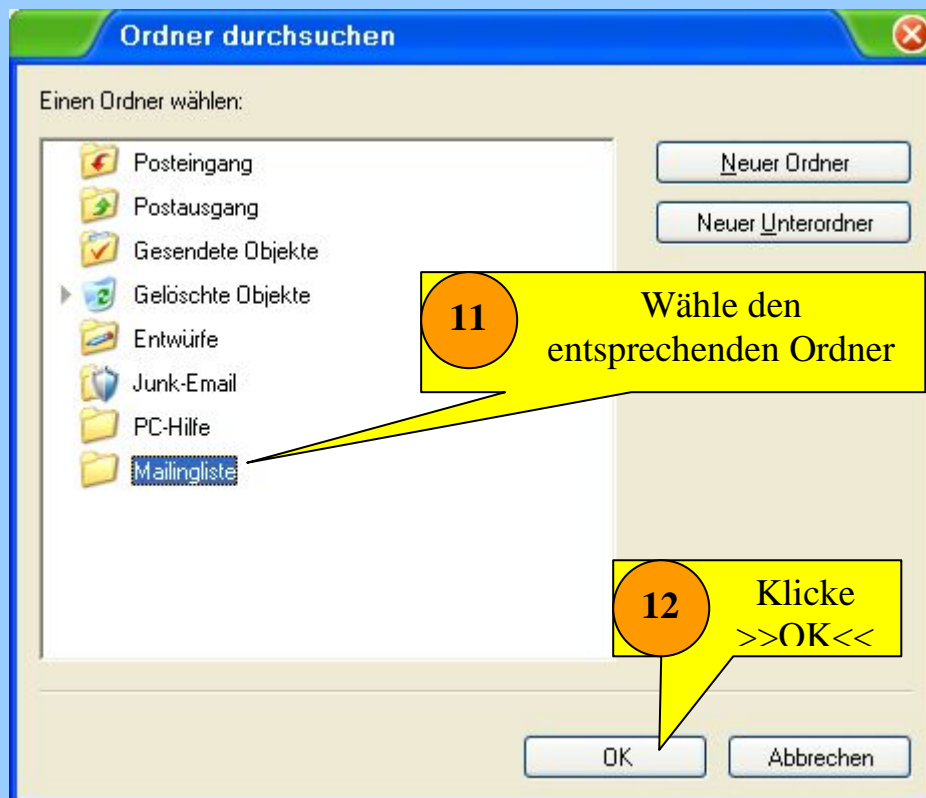 Ordner durchsuchen
Einen Ordner wählen:
Posteingang
Postausgang
Gesendete Objekte
Gelöschte Objekte
Entwürfe
Junk-Email
PC-Hilfe
Mailingliste
Neuer Ordner
Neuer Unterordner
11
Wähle den
entsprechenden Ordner
12
Klicke
>>OK<<
OK
Abbrechen